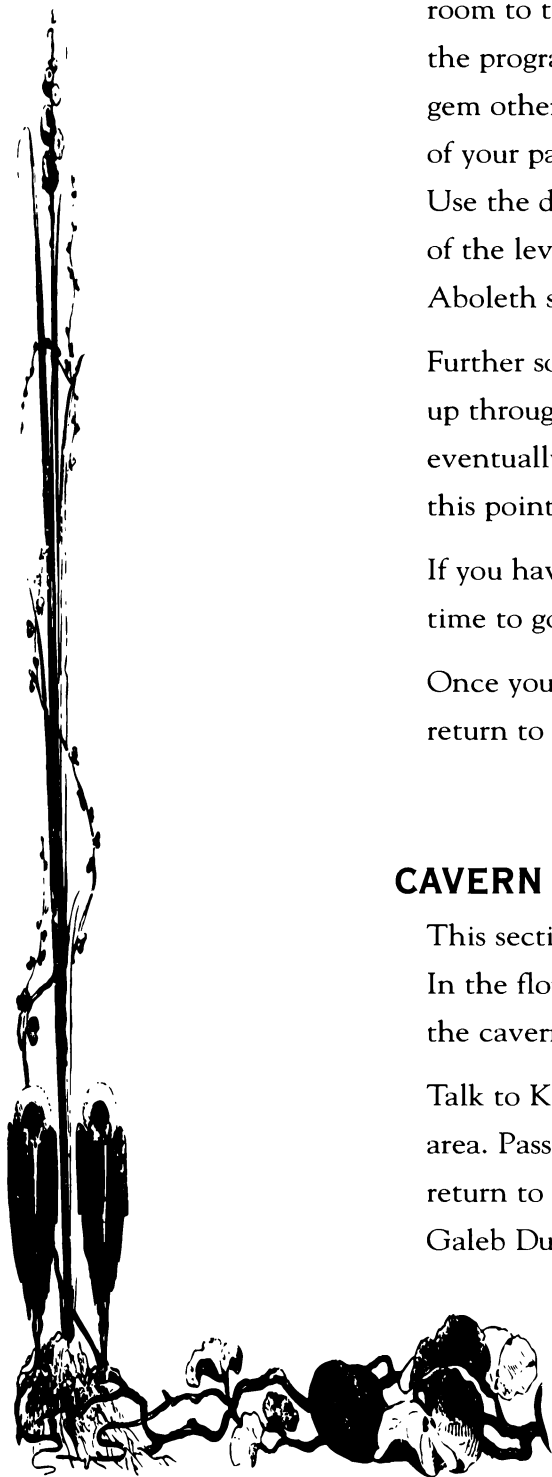 room to t
the progra
gem other
of your pa
Use the d
of the lev
Aboleth s
Further so
up throug
eventually
this point
If you hav
time to go
Once you
return to
CAVERN
This secti
In the flo
the cavern
Talk to K
area. Pass
return to
Galeb Du